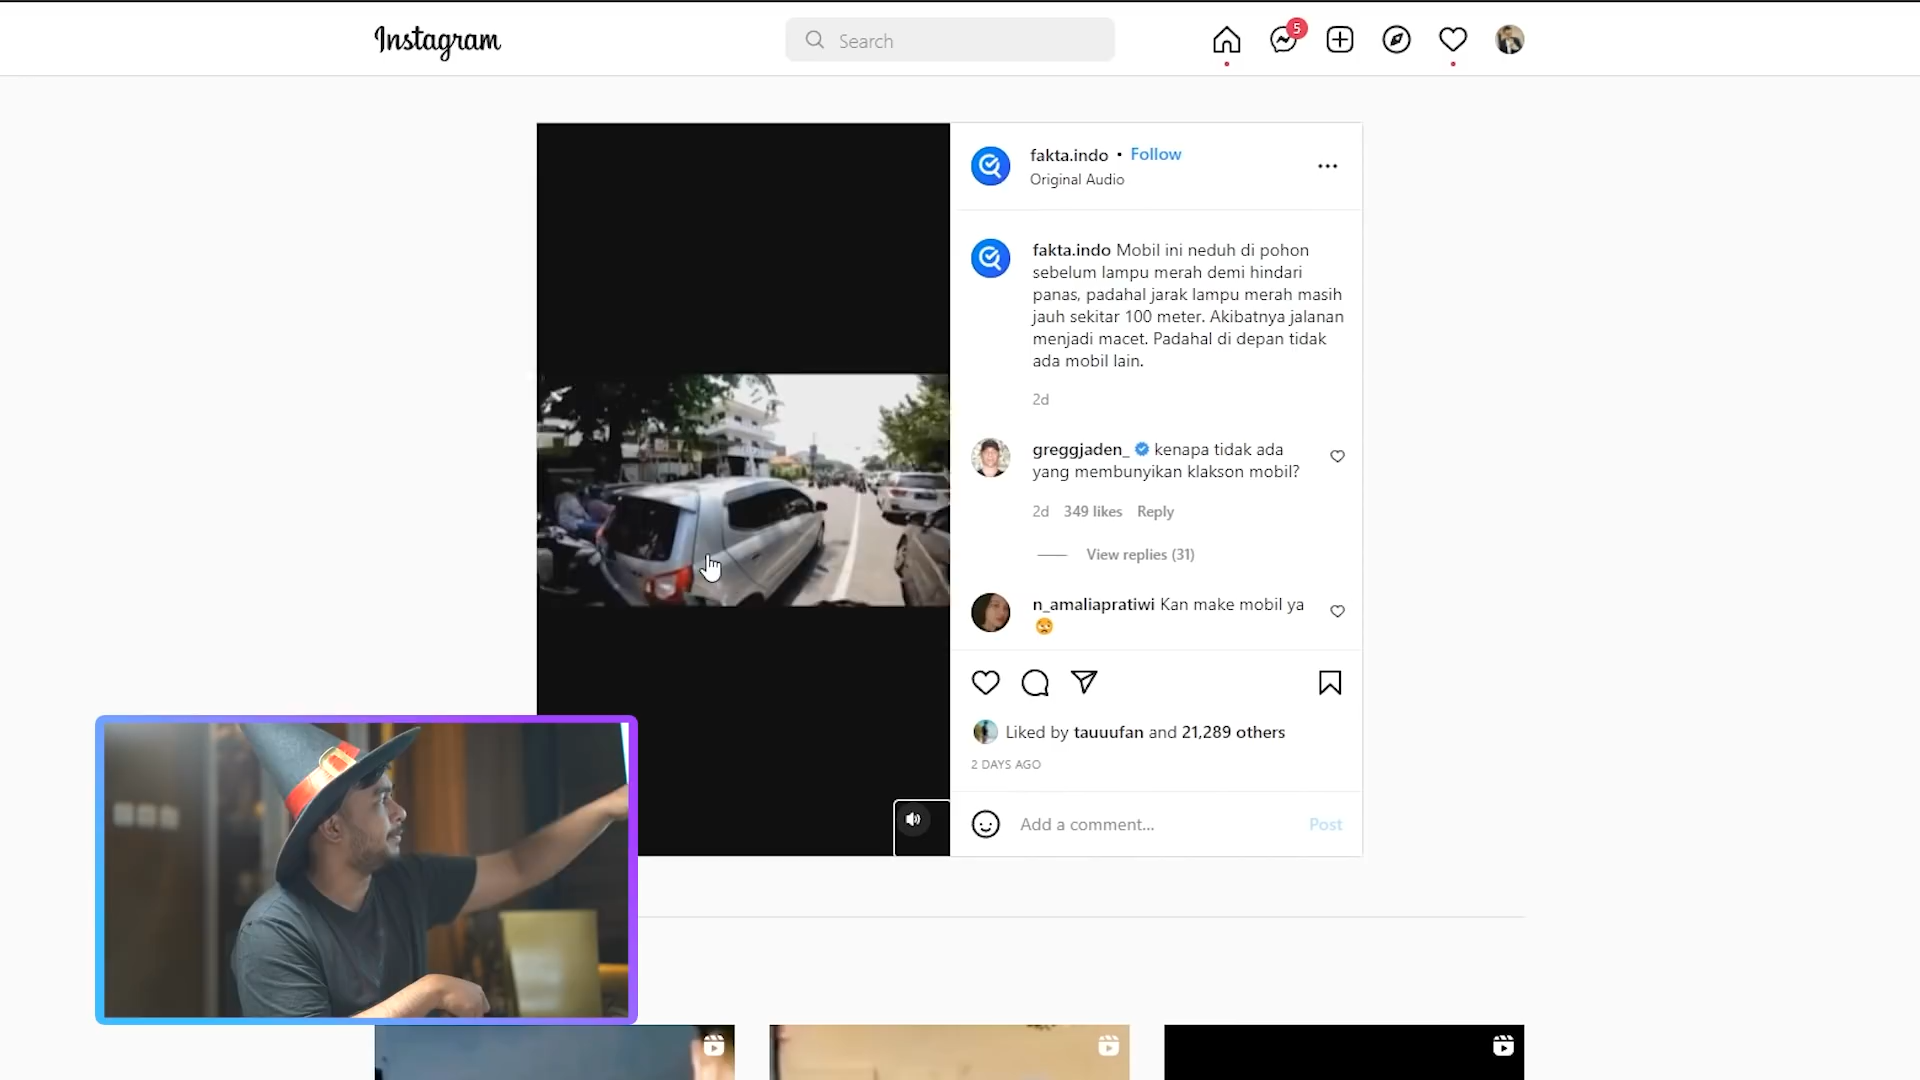 Instagram
Search
5
fakta.indo • Follow
Original Audio
fakta.indo Mobil ini neduh di pohon
sebelum lampu merah demi hindari
panas, padahal jarak lampu merah masih
jauh sekitar 100 meter. Akibatnya jalanan
menjadi macet. Padahal di depan tidak
ada mobil lain.
2d
greggjaden_ kenapa tidak ada
yang membunyikan klakson mobil?
2d 349 likes Reply
View replies (31)
n_amaliapratiwi Kan make mobil ya
😥
Liked by tauuufan and 21,289 others
2 DAYS AGO
Add a comment... Post